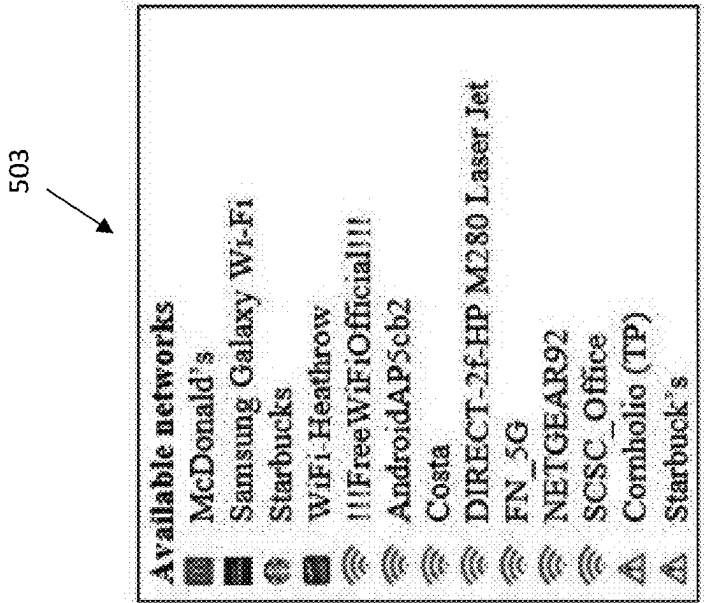 503
Available networks
McDonald's
Samsung Galaxy Wi-Fi
Starbucks
WiFi-Heathrow
!!!FreeWiFiOfficial!!!
AndroidAP5cb2
Costa
DIRECT-2f-HP M280 Laser Jet
FN_5G
NETGEAR92
SCSC_Office
Cornholio (TP)
Starbuck's